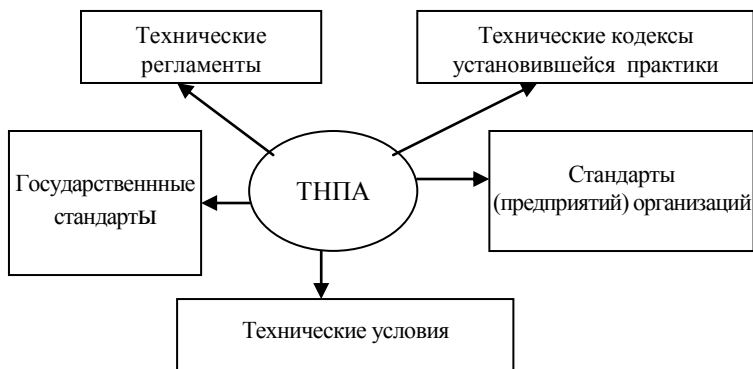 Технические
регламенты
Технические кодексы
установившейся практики
Государственнные
стандарты
ТНПА
Стандарты
(предприятий) организаций
Технические условия